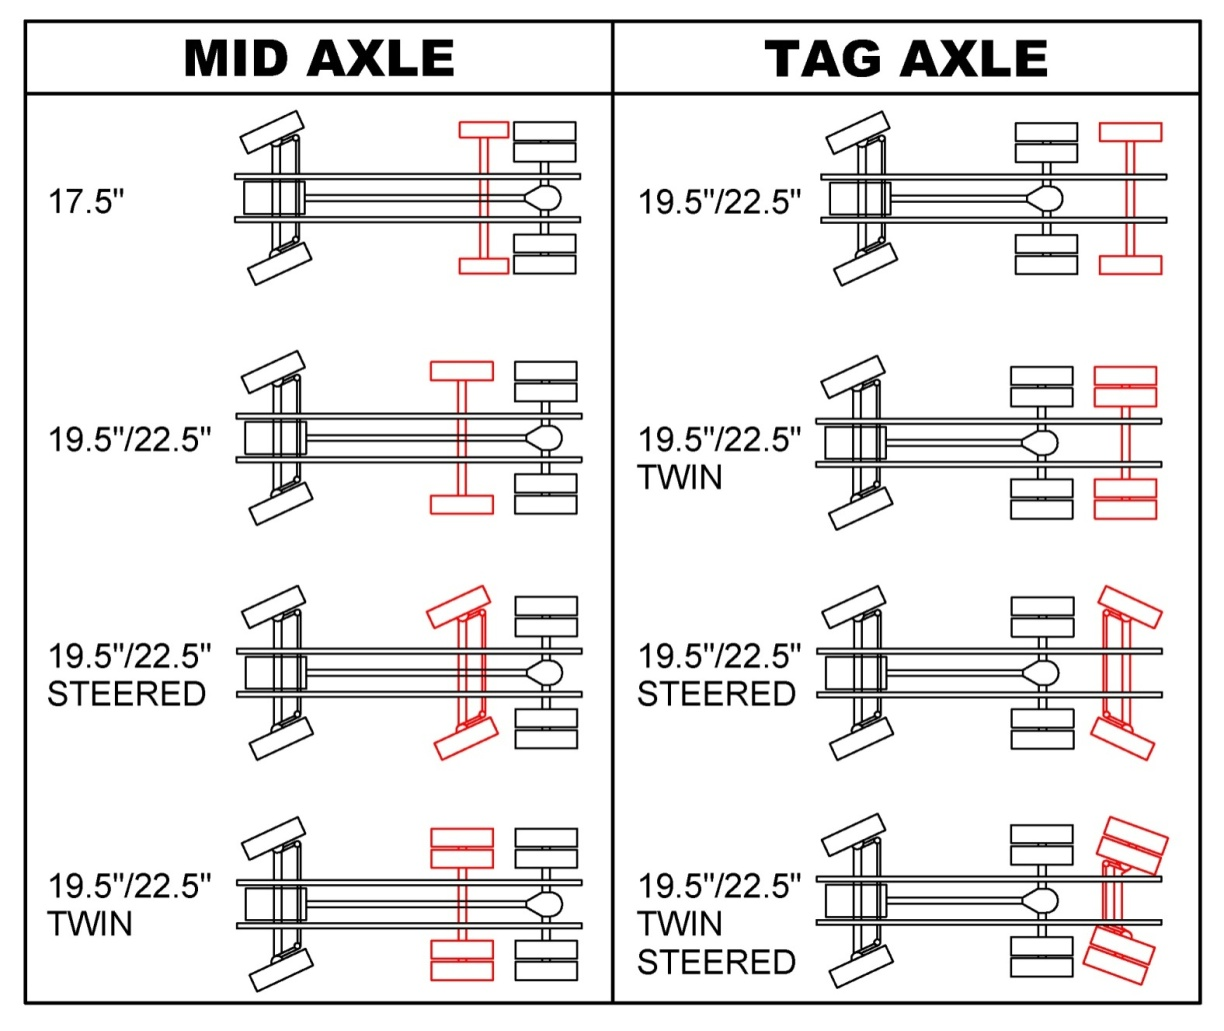 MID AXLE
TAG AXLE
17.5"
19.5"/22.5"
19.5"/22.5"
19.5"/22.5"
TWIN
19.5"/22.5"
STEERED
19.5"/22.5"
STEERED
19.5"/22.5"
TWIN
19.5"/22.5"
TWIN
STEERED